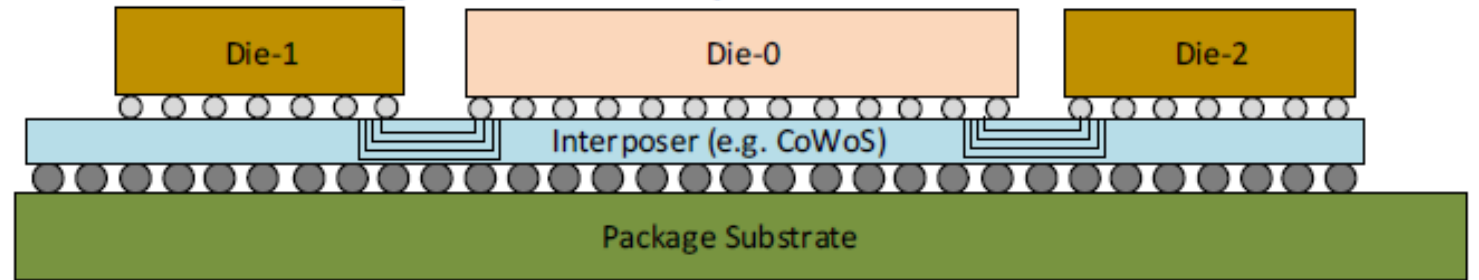 Die-1
Die-0
Die-2
Interposer (e.g. CoWoS)
Package Substrate